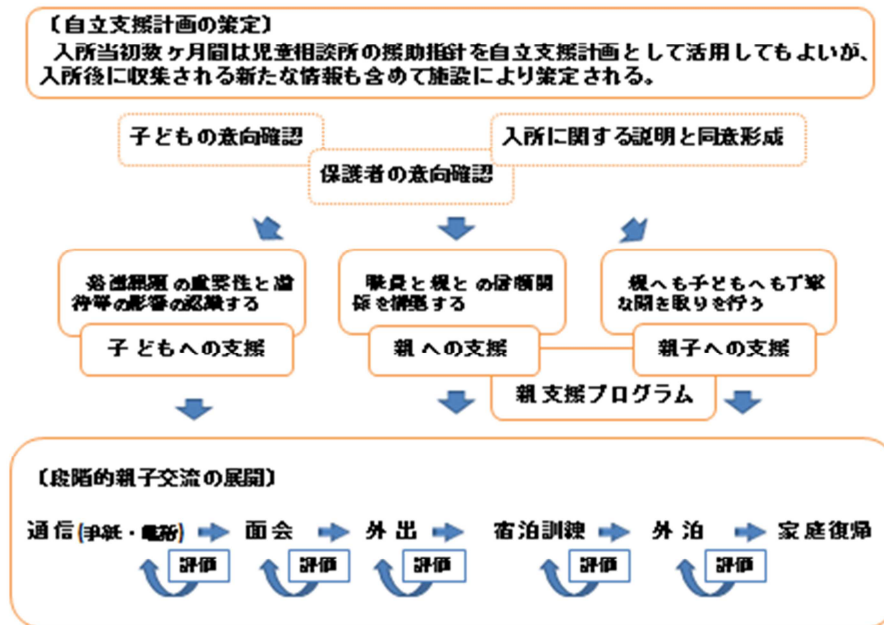 〔自立支援計画の策定〕
入所当初数ヶ月間は児童相談所の援助指針を自立支援計画として活用してもよいが、
入所後に収集される新たな情報も含めて施設により策定される。
子どもの意向確認
入所に関する説明と同意形成
保護者の意向確認
の重要性と
待等の影響の認識する
職員と親との信頼関
係を構築する
親へも子どもへも丁寧
な聞き取りを行う
子どもへの支援
親への支援
親子への支援
親支援プログラム
〔段階的親子交流の展開〕
通信(手紙・電話)
面会
外出
宿泊訓練
外泊
家庭復帰
評価
評価
評価
評価
評価